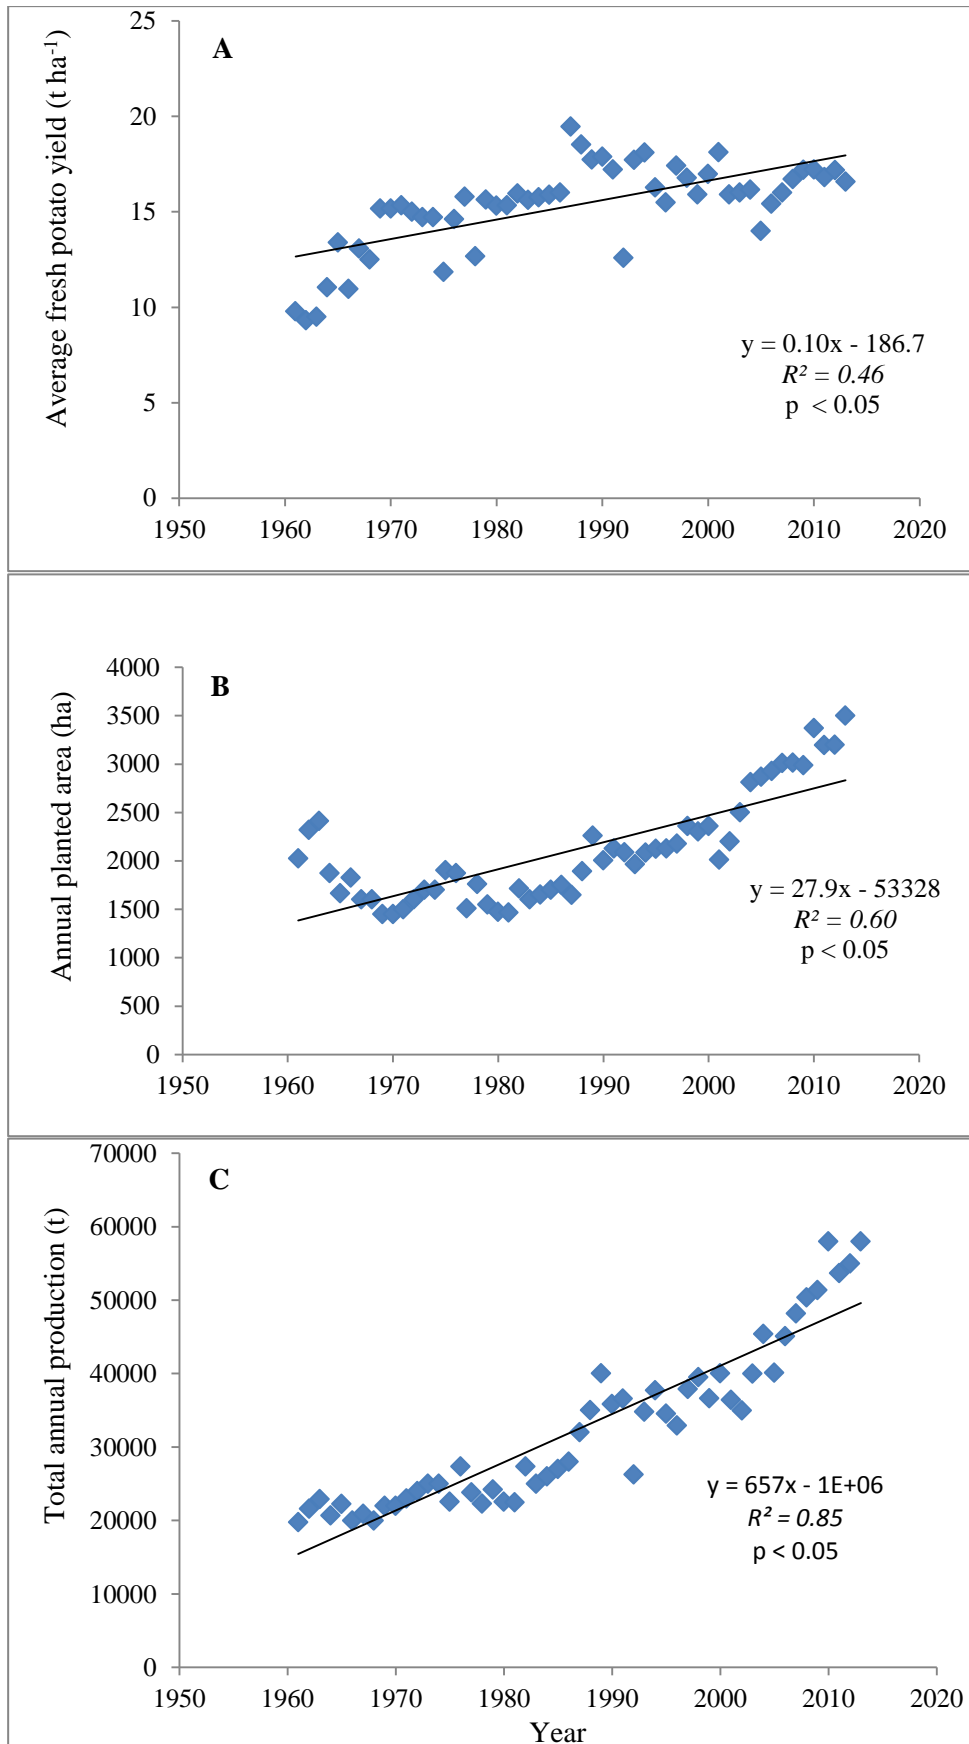 A
Average fresh potato yield (t ha⁻¹)
25
20
15
10
5
0
y = 0.10x - 186.7
R² = 0.46
p < 0.05
1950 1960 1970 1980 1990 2000 2010 2020
B
Annual planted area (ha)
4000
3500
3000
2500
2000
1500
1000
500
0
y = 27.9x - 53328
R² = 0.60
p < 0.05
1950 1960 1970 1980 1990 2000 2010 2020
C
Total annual production (t)
70000
60000
50000
40000
30000
20000
10000
0
y = 657x - 1E+06
R² = 0.85
p < 0.05
1950 1960 1970 1980 1990 2000 2010 2020
Year